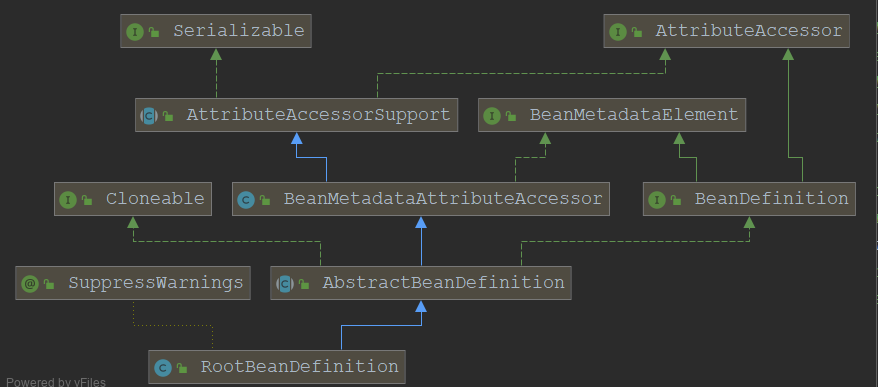 Serializable
AttributeAccessor
AttributeAccessorSupport
BeanMetadataElement
Cloneable
BeanMetadataAttributeAccessor
BeanDefinition
SuppressWarnings
AbstractBeanDefinition
RootBeanDefinition
Powered by yFiles